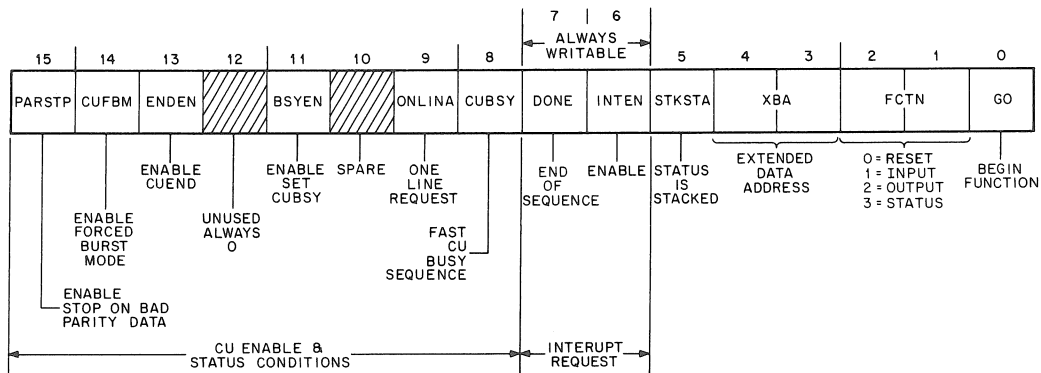 7 6
ALWAYS
WRITABLE
15 14 13 12 11 10 9 8 5 4 3 2 1 0
PARSTP CUFBM ENDEN BSYEN ONLINA CUBSY DONE INTEN STKSTA XBA FCTN GO
ENABLE
CUEND
ENABLE
SET
CUBSY
SPARE
ONE
LINE
REQUEST
END
OF
SEQUENCE
ENABLE
STATUS
IS
STACKED
EXTENDED
DATA
ADDRESS
0 = RESET
1 = INPUT
2 = OUTPUT
3 = STATUS
BEGIN
FUNCTION
ENABLE
FORCED
BURST
MODE
UNUSED
ALWAYS
0
FAST
CU
BUSY
SEQUENCE
ENABLE
STOP ON BAD
PARITY DATA
CU ENABLE &
STATUS CONDITIONS
INTERUPT
REQUEST